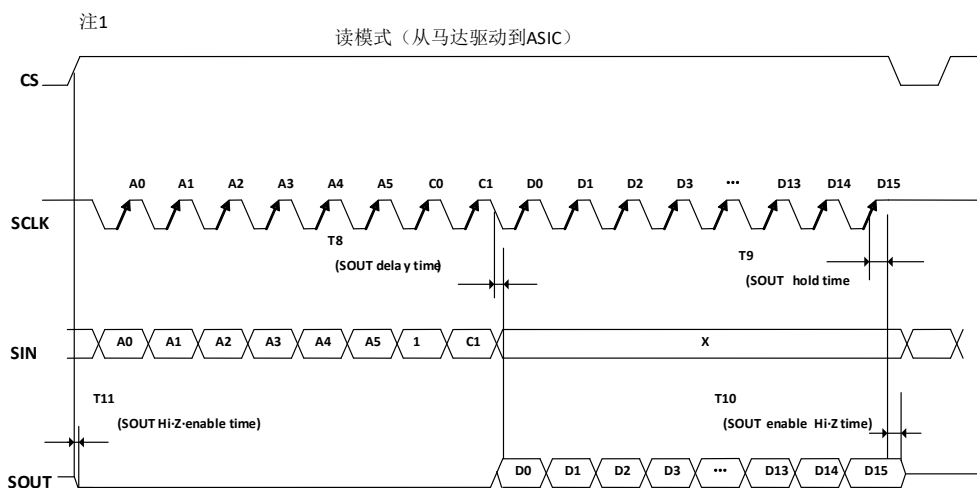 注1
读模式（从马达驱动到ASIC）
CS
A0 A1 A2 A3 A4 A5 C0 C1 D0 D1 D2 D3 ... D13 D14 D15
SCLK
T8
(SOUT delay time)
T9
(SOUT hold time
SIN
A0 A1 A2 A3 A4 A5 1 C1 X
T11
(SOUT Hi-Z-enable time)
T10
(SOUT enable Hi-Z time)
SOUT
D0 D1 D2 D3 ... D13 D14 D15